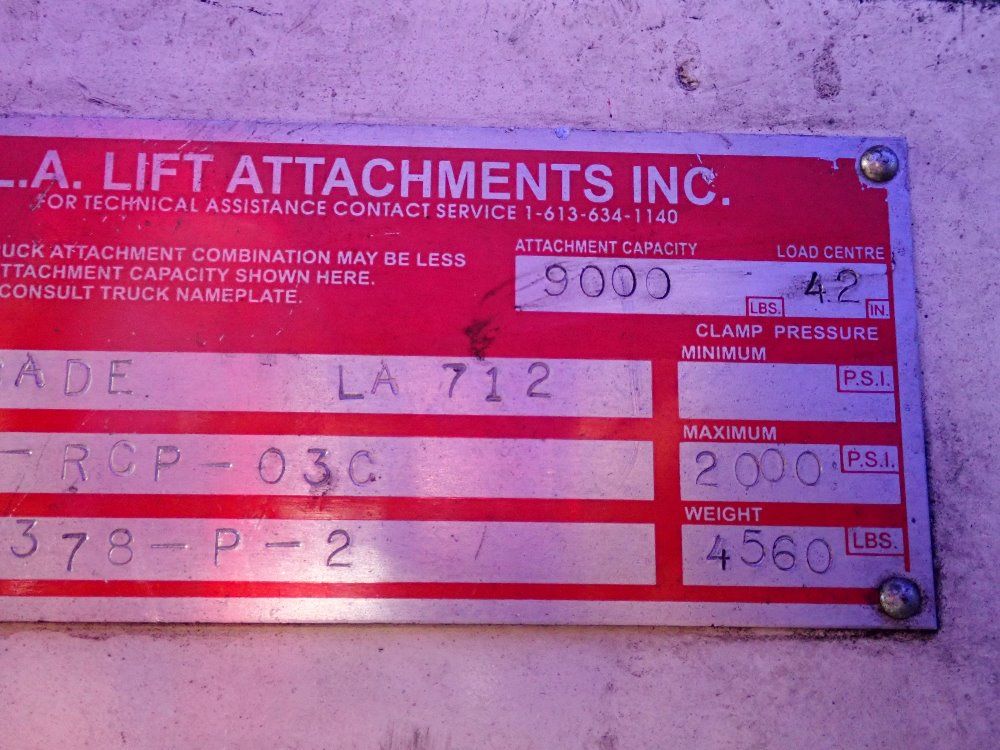 L.A. LIFT ATTACHMENTS INC.
FOR TECHNICAL ASSISTANCE CONTACT SERVICE 1-613-634-1140
RUCK ATTACHMENT COMBINATION MAY BE LESS
TTACHMENT CAPACITY SHOWN HERE.
CONSULT TRUCK NAMEPLATE.
ATTACHMENT CAPACITY LOAD CENTRE
9000 LBS. 42 IN.
CLAMP PRESSURE
MINIMUM
P.S.I.
ADE LA 712
MAXIMUM
2000 P.S.I.
-RCP-03C
WEIGHT
4560 LBS.
378-P-2